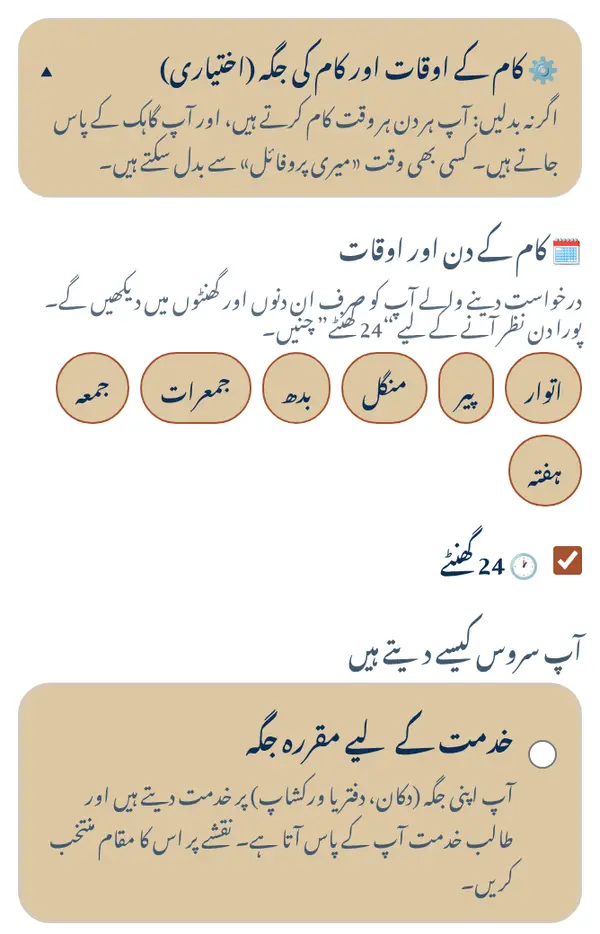 کام کے اوقات اور کام کی جگہ (اختیاری)
اگر نہ بدلیں: آپ ہر دن ہر وقت کام کرتے ہیں، اور آپ گاہک کے پاس
جاتے ہیں۔ کسی بھی وقت «میری پروفائل» سے بدل سکتے ہیں۔
کام کے دن اور اوقات
درخواست دینے والے آپ کو صرف ان دنوں اور گھنٹوں میں دیکھیں گے۔
پورا دن نظر آنے کے لیے “24 گھنٹے” چنیں۔
اتوار پیر منگل بدھ جمعرات جمعہ
ہفتہ
24 گھنٹے
آپ سروس کیسے دیتے ہیں
خدمت کے لیے مقررہ جگہ
آپ اپنی جگہ (دکان، دفتر یا ورکشاپ) پر خدمت دیتے ہیں اور
طالب خدمت آپ کے پاس آتا ہے۔ نقشے پر اس کا مقام منتخب
کریں۔